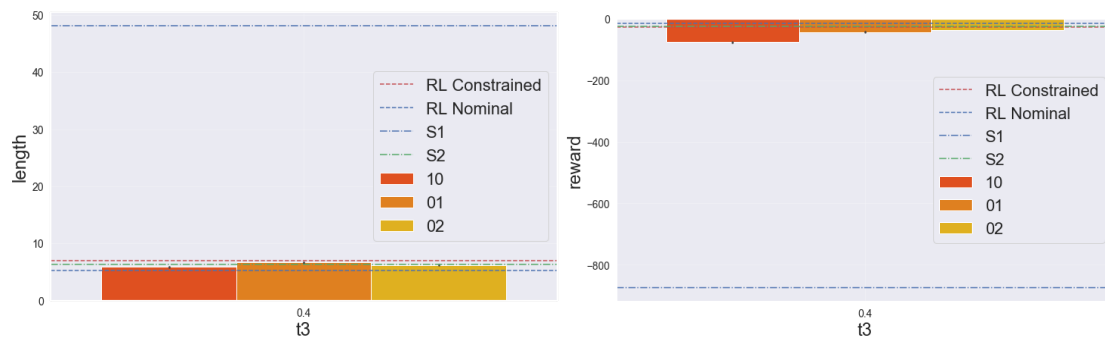 50
40
30
20
10
0
length
0.4
t3
RL Constrained
RL Nominal
S1
S2
10
01
02
0
−200
−400
−600
−800
reward
0.4
t3
RL Constrained
RL Nominal
S1
S2
10
01
02